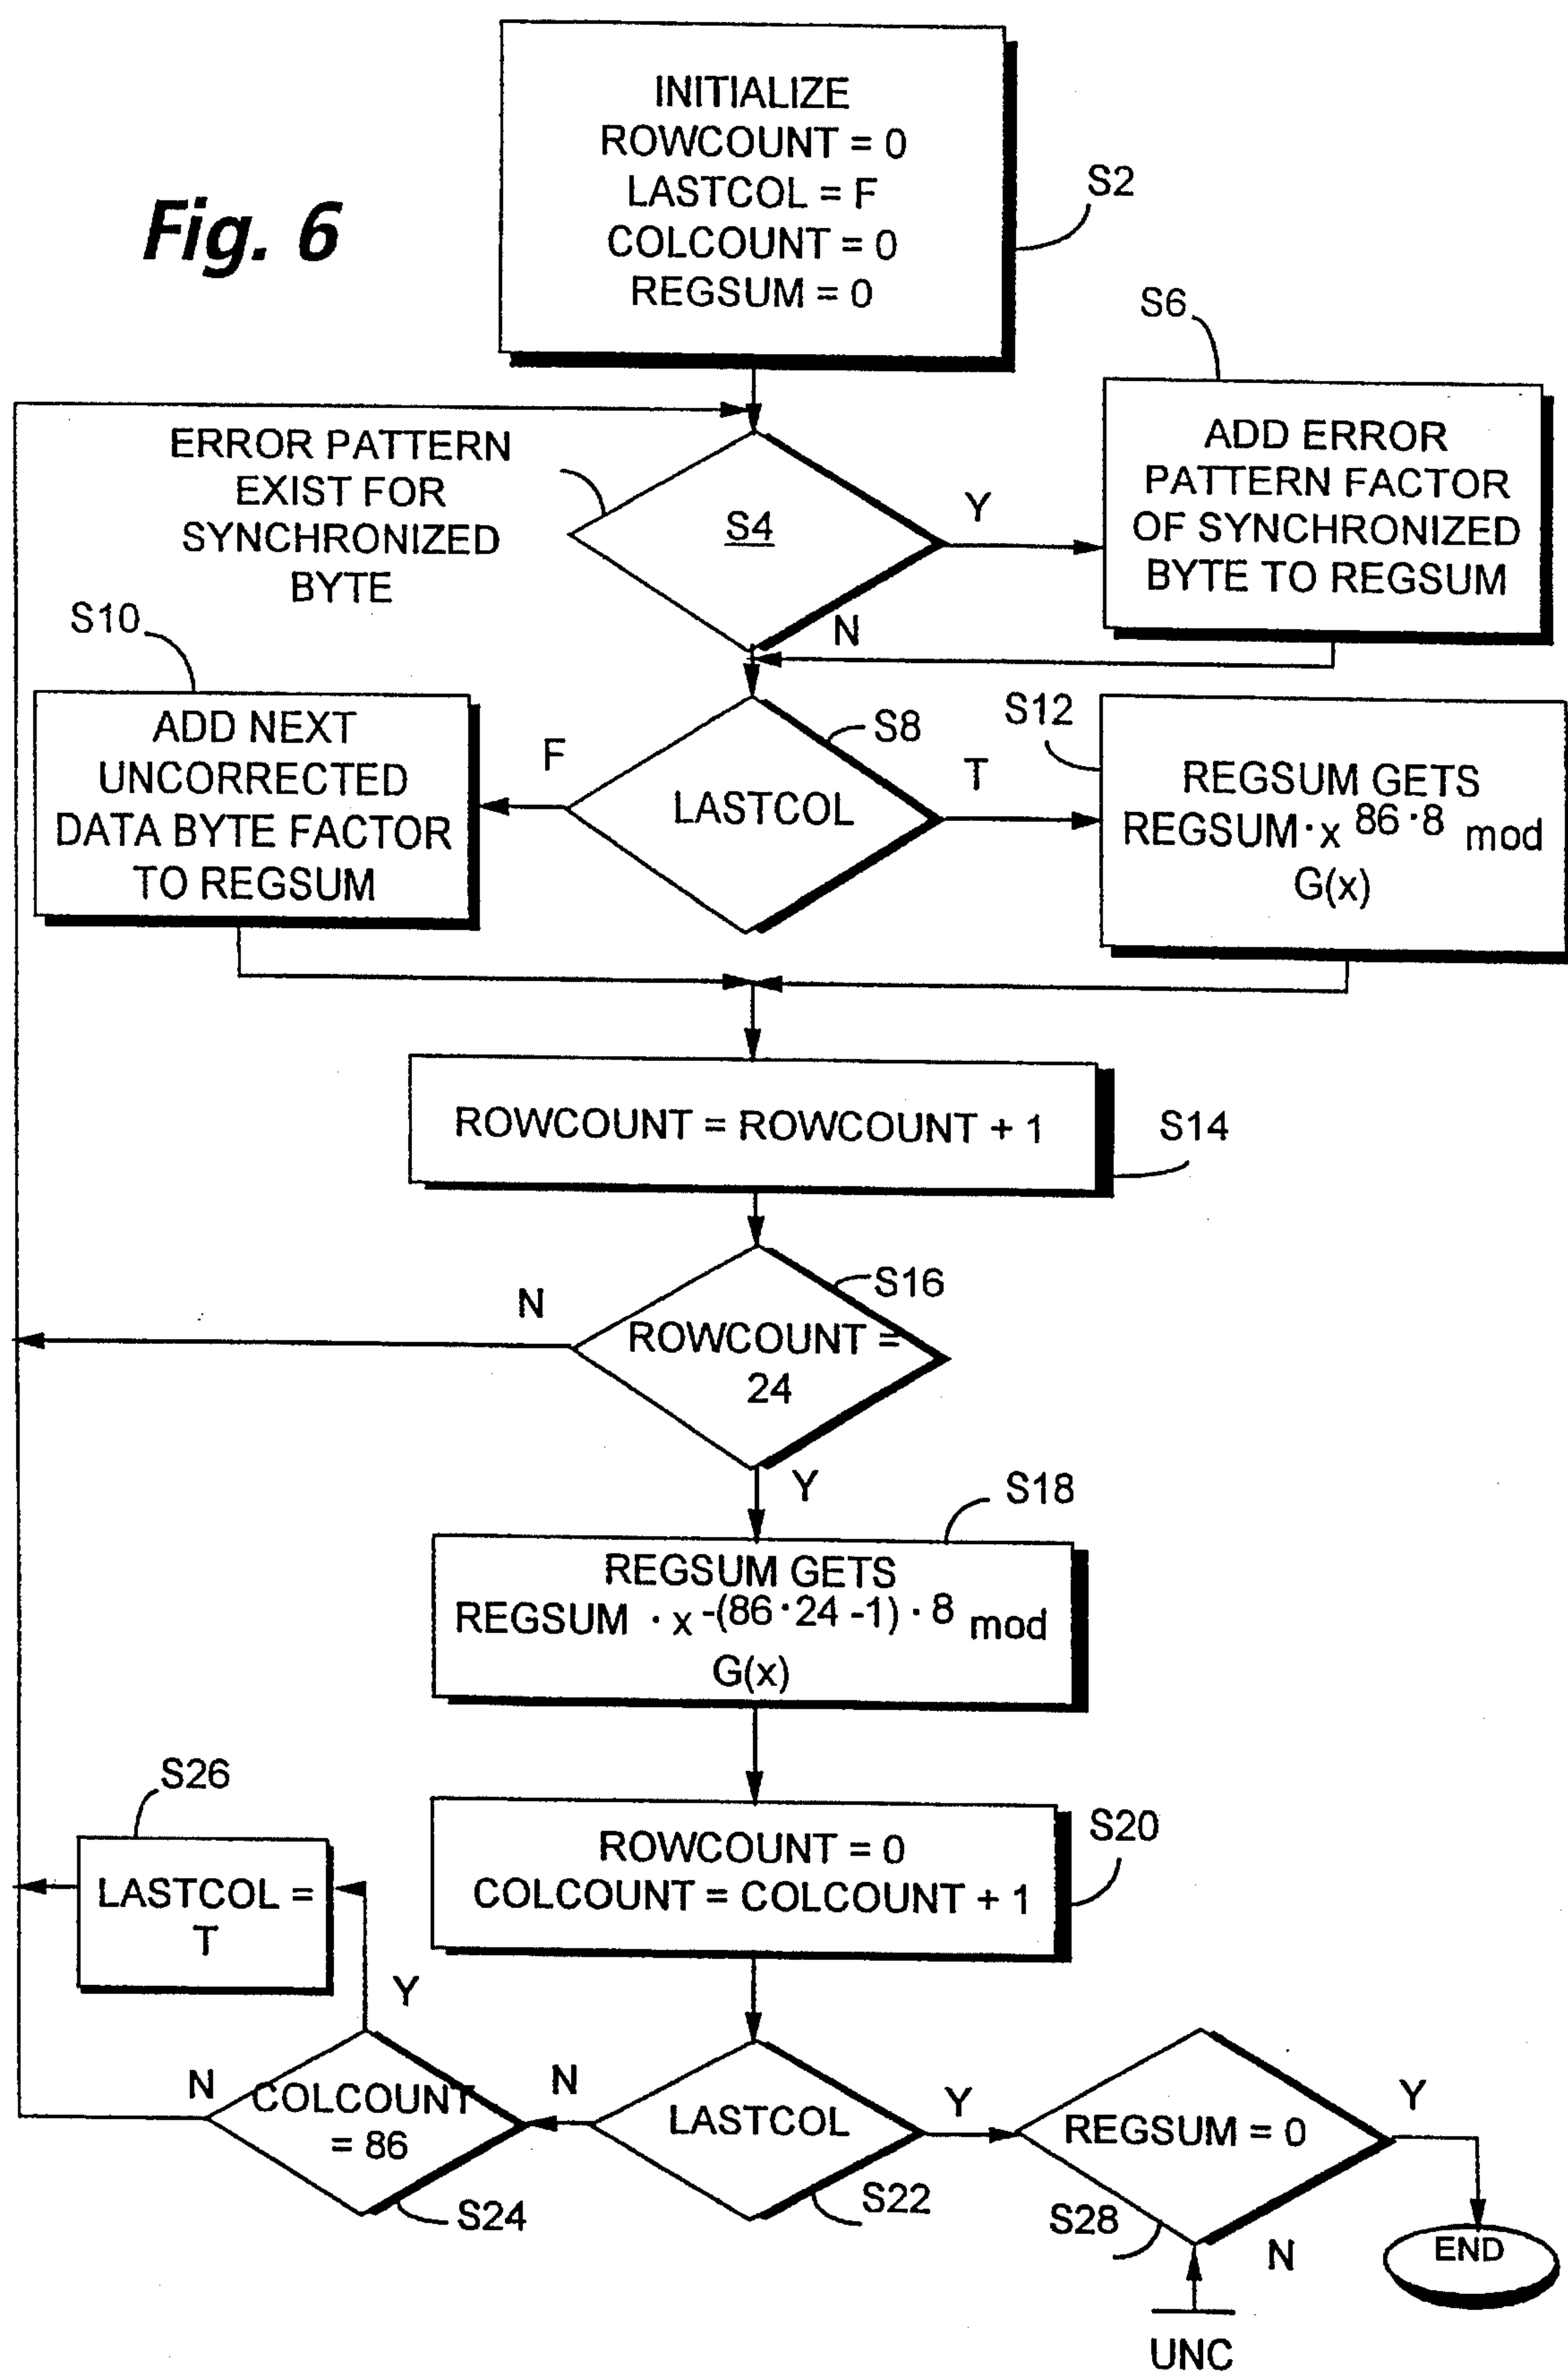 Fig. 6
INITIALIZE
ROWCOUNT = 0
LASTCOL = F
COLCOUNT = 0
REGSUM = 0
S2
S6
ERROR PATTERN
EXIST FOR
SYNCHRONIZED
BYTE
S4
Y
N
ADD ERROR
PATTERN FACTOR
OF SYNCHRONIZED
BYTE TO REGSUM
S10
ADD NEXT
UNCORRECTED
DATA BYTE FACTOR
TO REGSUM
F
LASTCOL
S8
T
S12
REGSUM GETS
REGSUM · x 86 · 8 mod
G(x)
ROWCOUNT = ROWCOUNT + 1
S14
N
S16
ROWCOUNT =
24
Y
S18
REGSUM GETS
REGSUM · x -(86 · 24 -1) · 8 mod
G(x)
S26
LASTCOL =
T
ROWCOUNT = 0
COLCOUNT = COLCOUNT + 1
S20
Y
N
COLCOUNT
= 86
S24
N
LASTCOL
S22
Y
REGSUM = 0
S28
Y
N
END
UNC